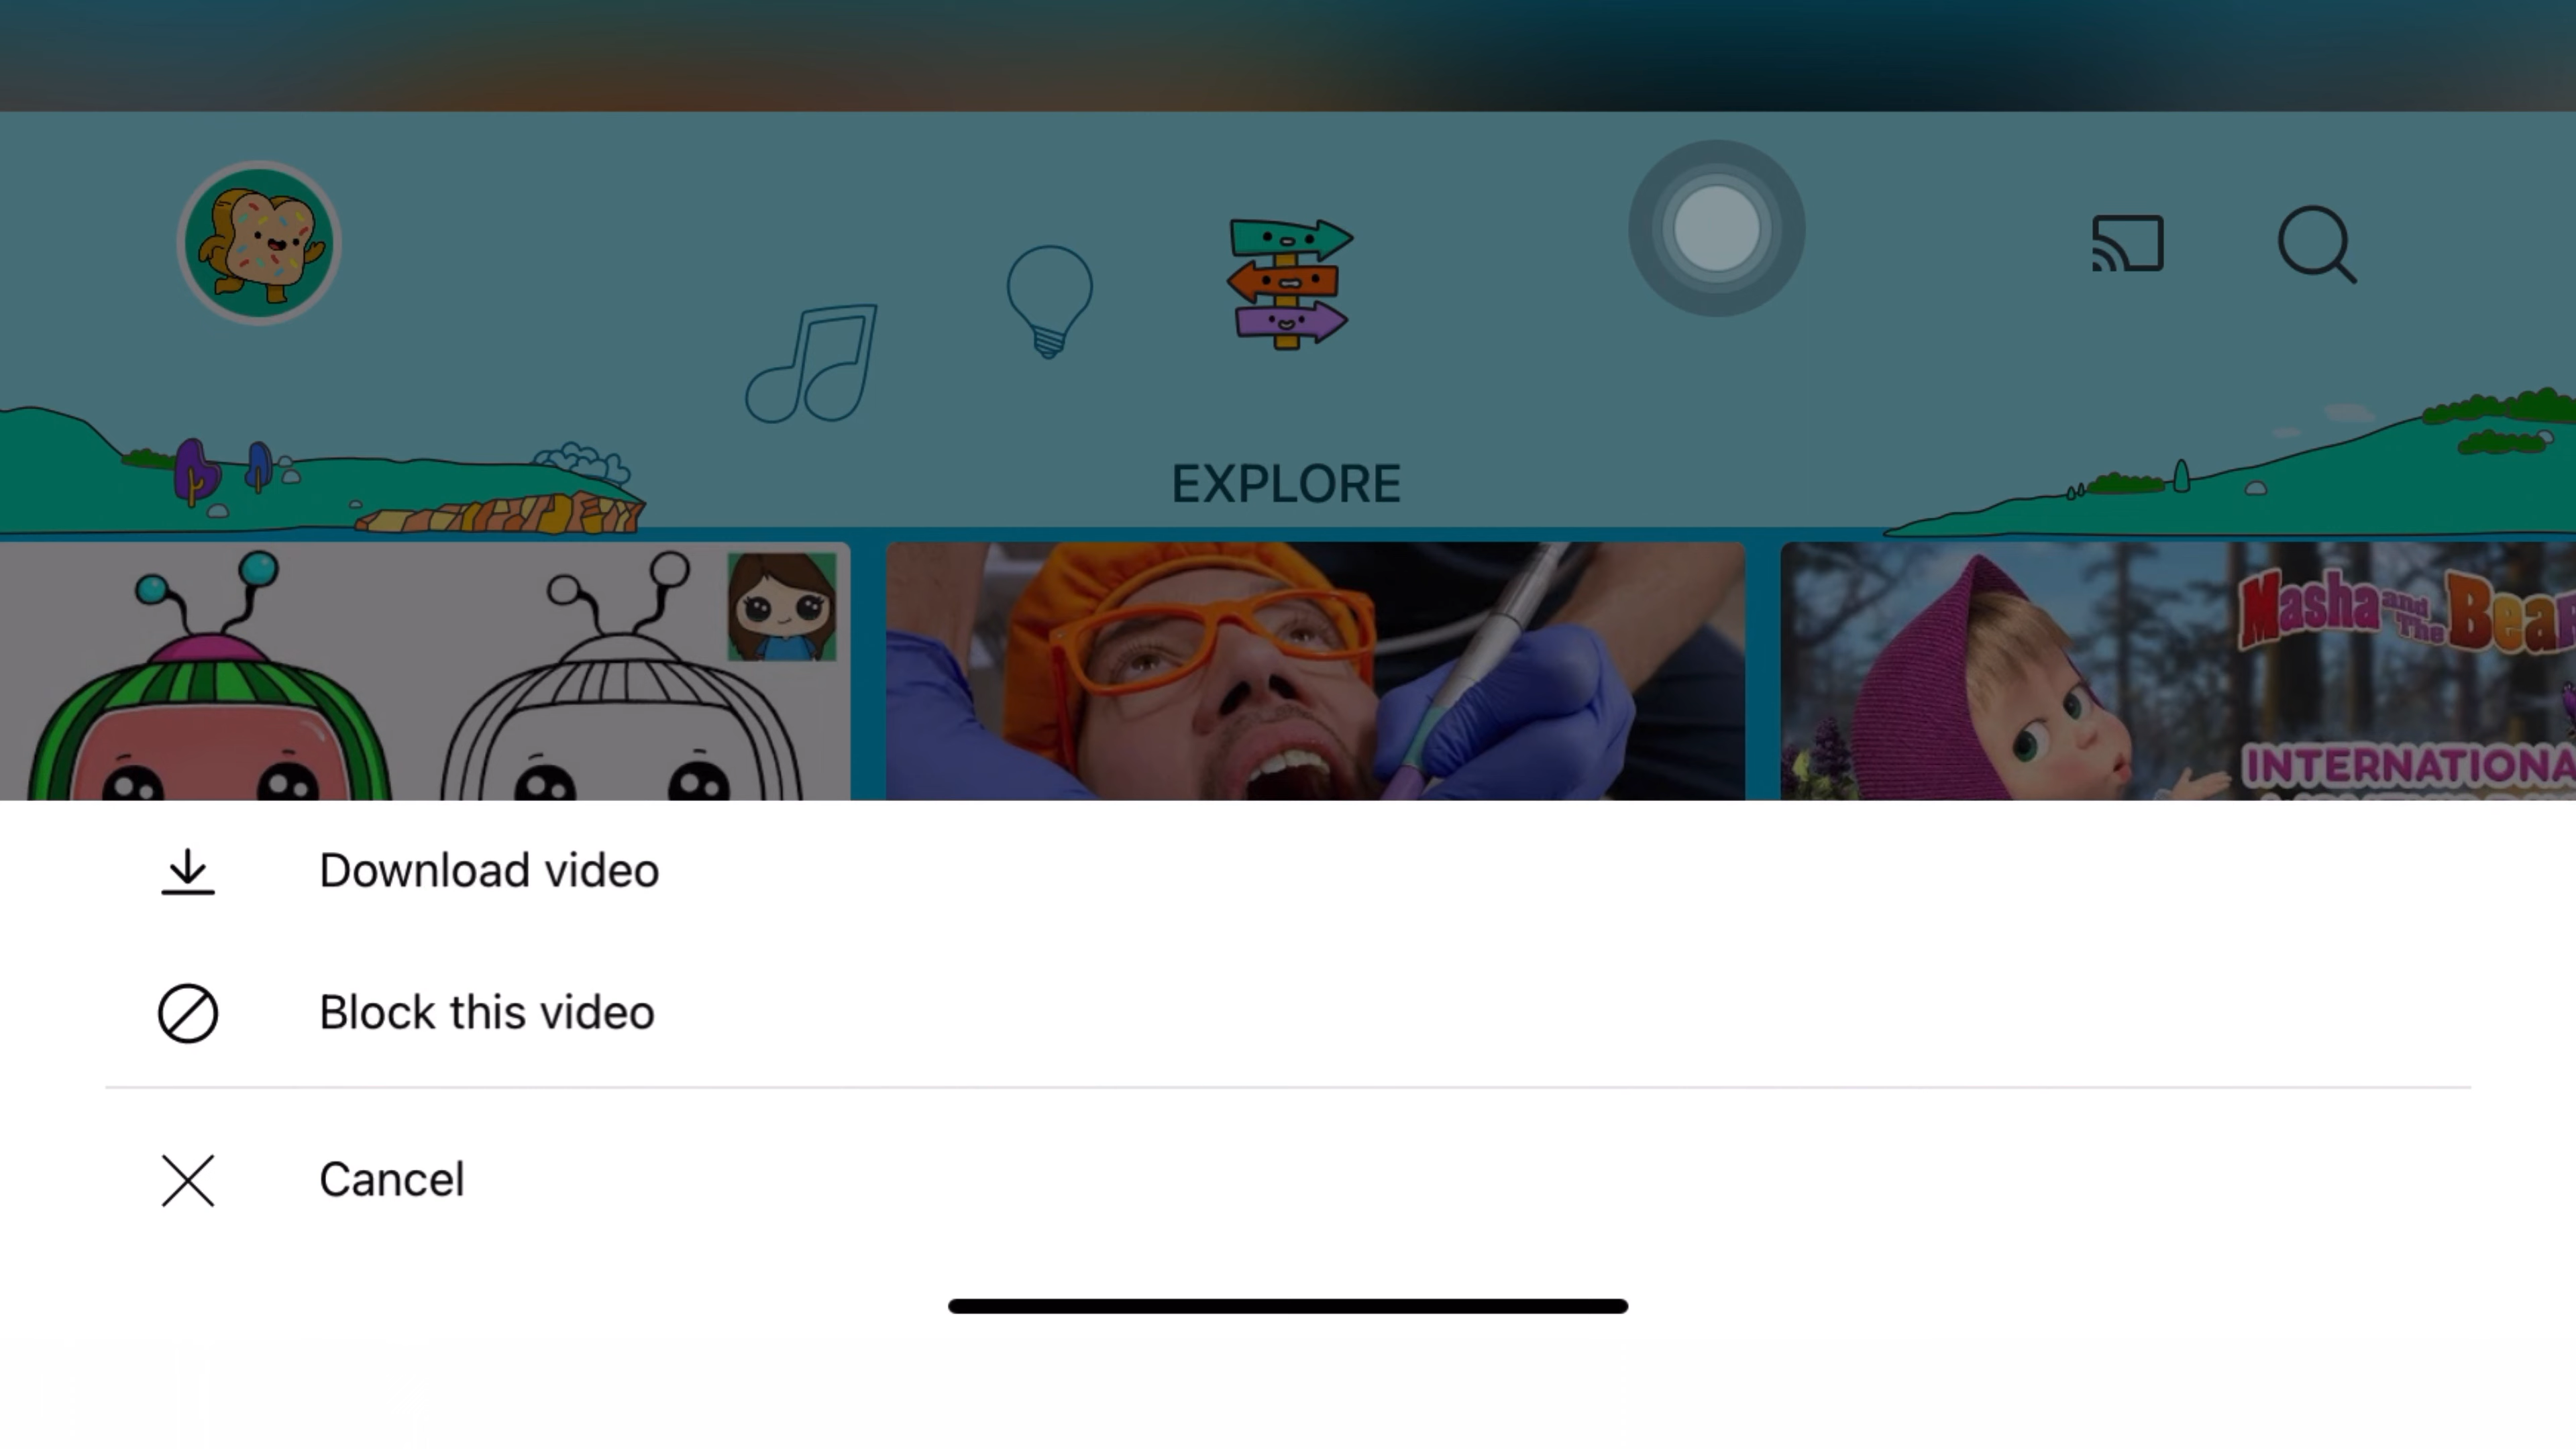 EXPLORE
Masha and The Bear
INTERNATIONA
Download video
Block this video
Cancel